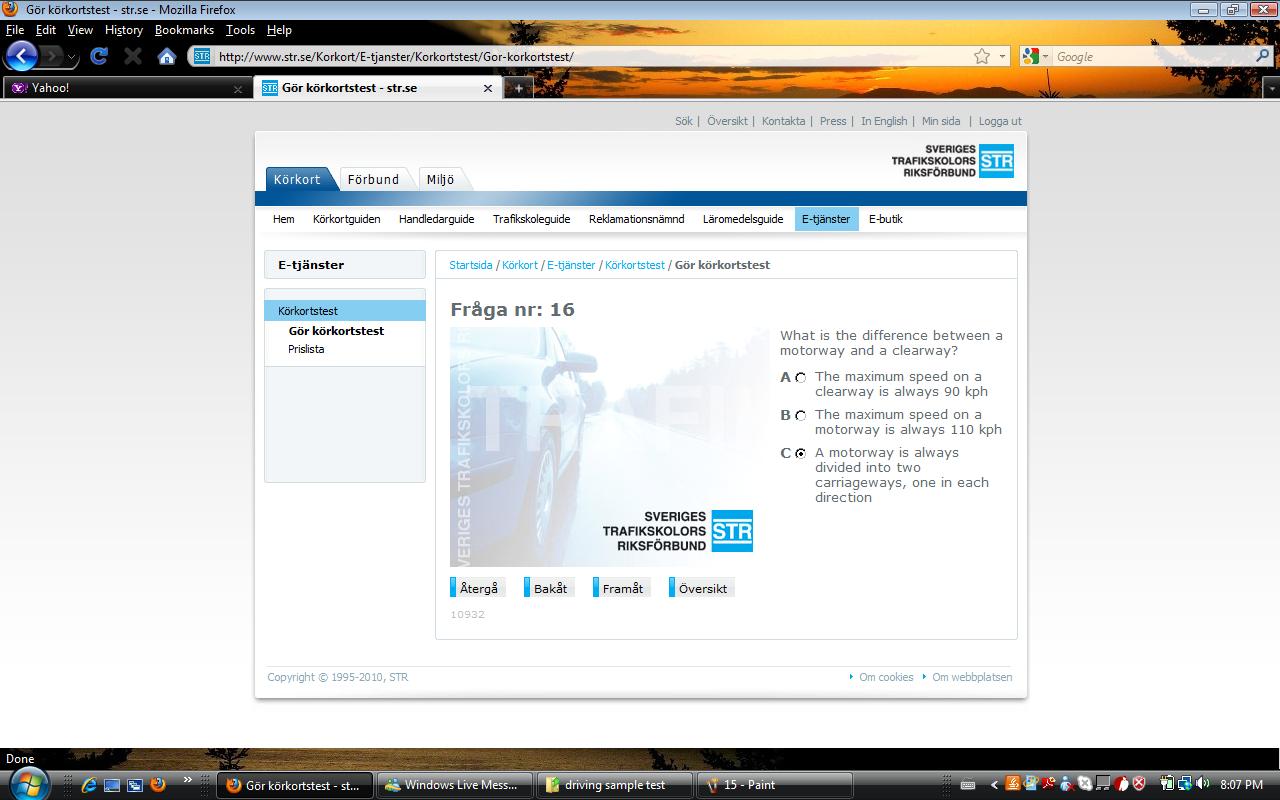 Gör körkortstest - str.se - Mozilla Firefox
File Edit View History Bookmarks Tools Help
STR http://www.str.se/Korkort/E-tjanster/Korkortstest/Gor-korkortstest/ Google
Yahoo! STR Gör körkortstest - str.se
Sök | Översikt | Kontakta | Press | In English | Min sida | Logga ut
SVERIGES
TRAFIKSKOLORS STR
RIKSFÖRBUND
Körkort Förbund Miljö
Hem Körkortguiden Handledarguide Trafikskoleguide Reklamationsnämnd Läromedelsguide E-tjänster E-butik
E-tjänster
Körkortstest
Gör körkortstest
Prislista
Startsida / Körkort / E-tjänster / Körkortstest / Gör körkortstest
Fråga nr: 16
VERIGES TRAFIKSKOLOR
TRAFI
SVERIGES
TRAFIKSKOLORS STR
RIKSFÖRBUND
What is the difference between a
motorway and a clearway?
A The maximum speed on a
clearway is always 90 kph
B The maximum speed on a
motorway is always 110 kph
C A motorway is always
divided into two
carriageways, one in each
direction
Återgå Bakåt Framåt Översikt
10932
Copyright © 1995-2010, STR Om cookies Om webbplatsen
Done
Gör körkortstest - st... Windows Live Mess... driving sample test 15 - Paint 8:07 PM